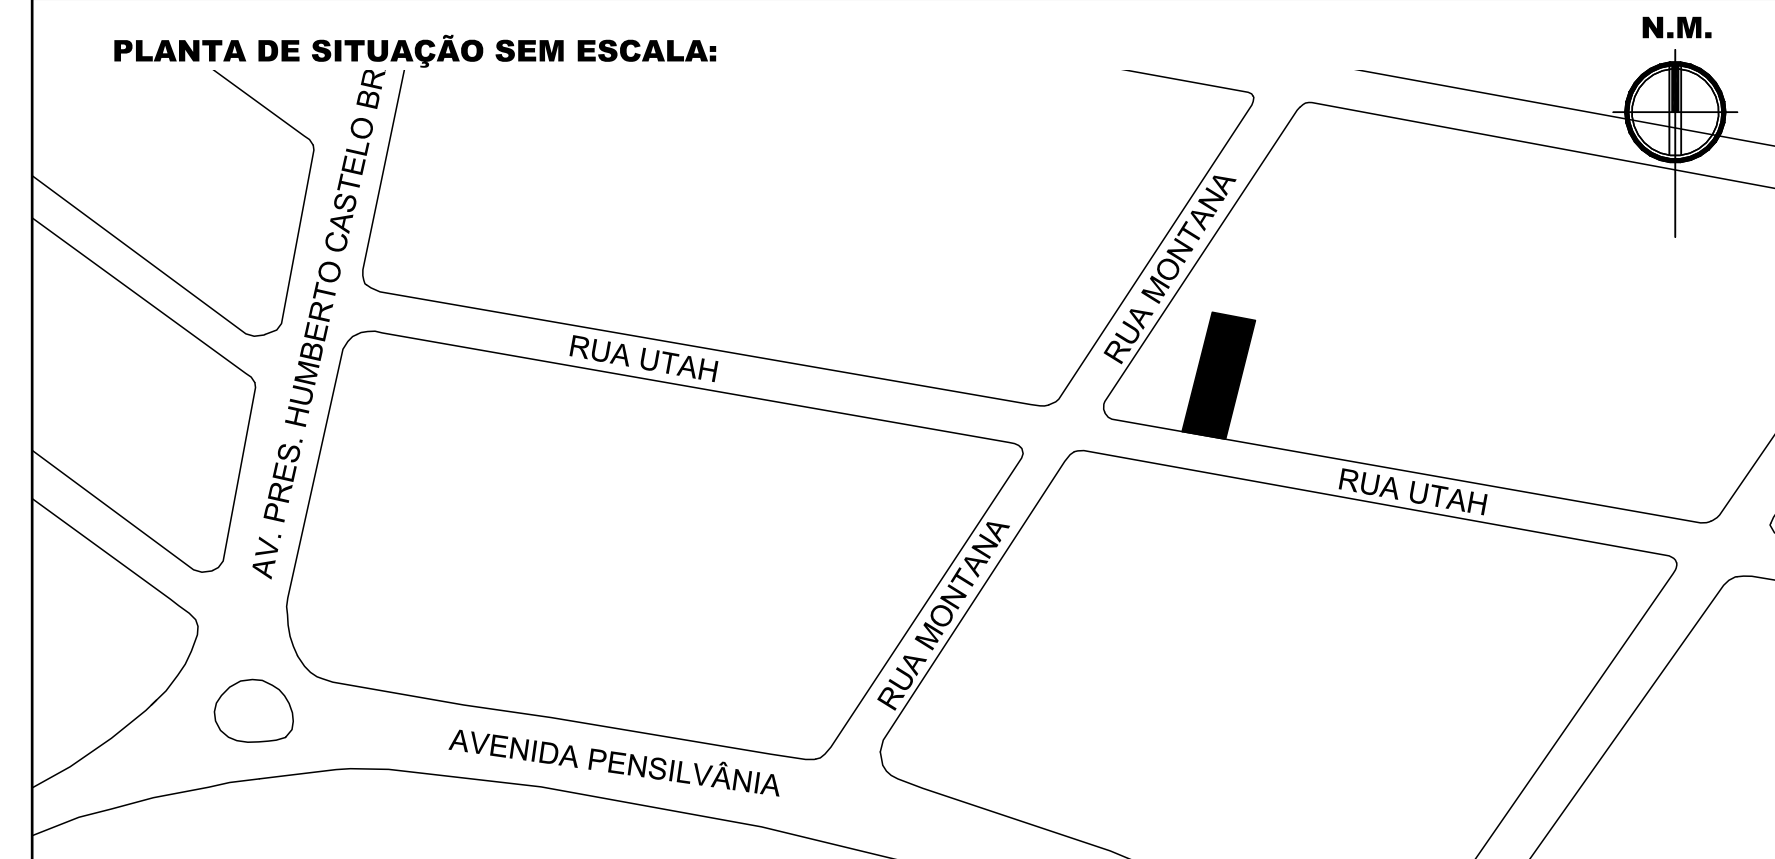 N.M.
PLANTA DE SITUAÇÃO SEM ESCALA:
AV. PRES. HUMBERTO CASTELO BR
RUA MONTANA
RUA UTAH
RUA UTAH
RUA MONTANA
AVENIDA PENSILVÂNIA